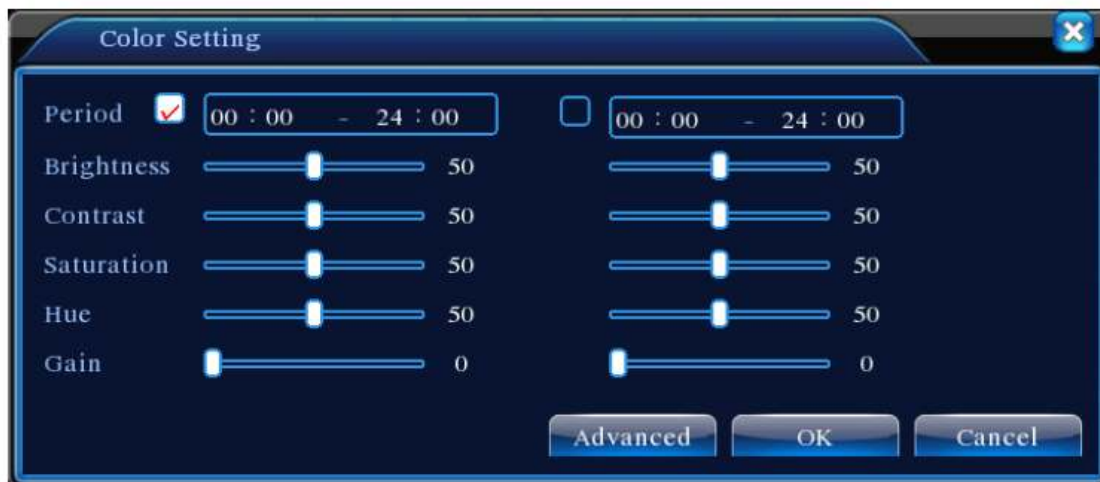 Color Setting
Period 00 : 00 - 24 : 00 00 : 00 - 24 : 00
Brightness 50 50
Contrast 50 50
Saturation 50 50
Hue 50 50
Gain 0 0
Advanced OK Cancel